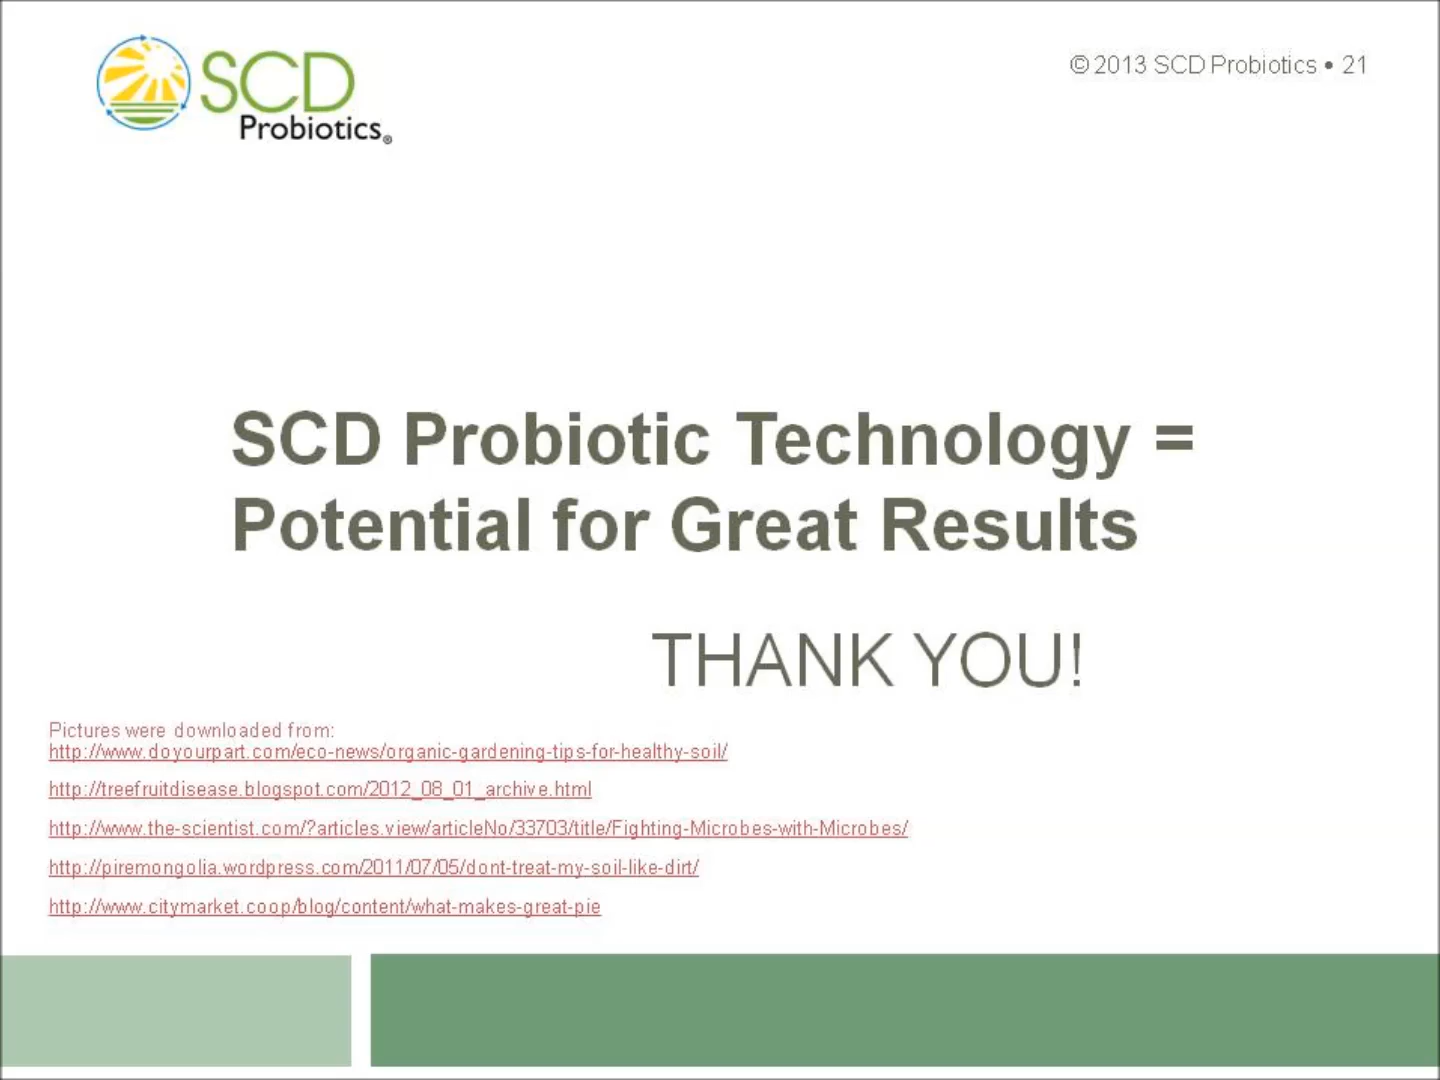 SCD
Probiotics®
© 2013 SCD Probiotics • 21
SCD Probiotic Technology =
Potential for Great Results
THANK YOU!
Pictures were downloaded from:
http://www.doyourpart.com/eco-news/organic-gardening-tips-for-healthy-soil/
http://treefruitdisease.blogspot.com/2012_08_01_archive.html
http://www.the-scientist.com/?articles.view/articleNo/33703/title/Fighting-Microbes-with-Microbes/
http://piremongolia.wordpress.com/2011/07/05/dont-treat-my-soil-like-dirt/
http://www.citymarket.coop/blog/content/what-makes-great-pie